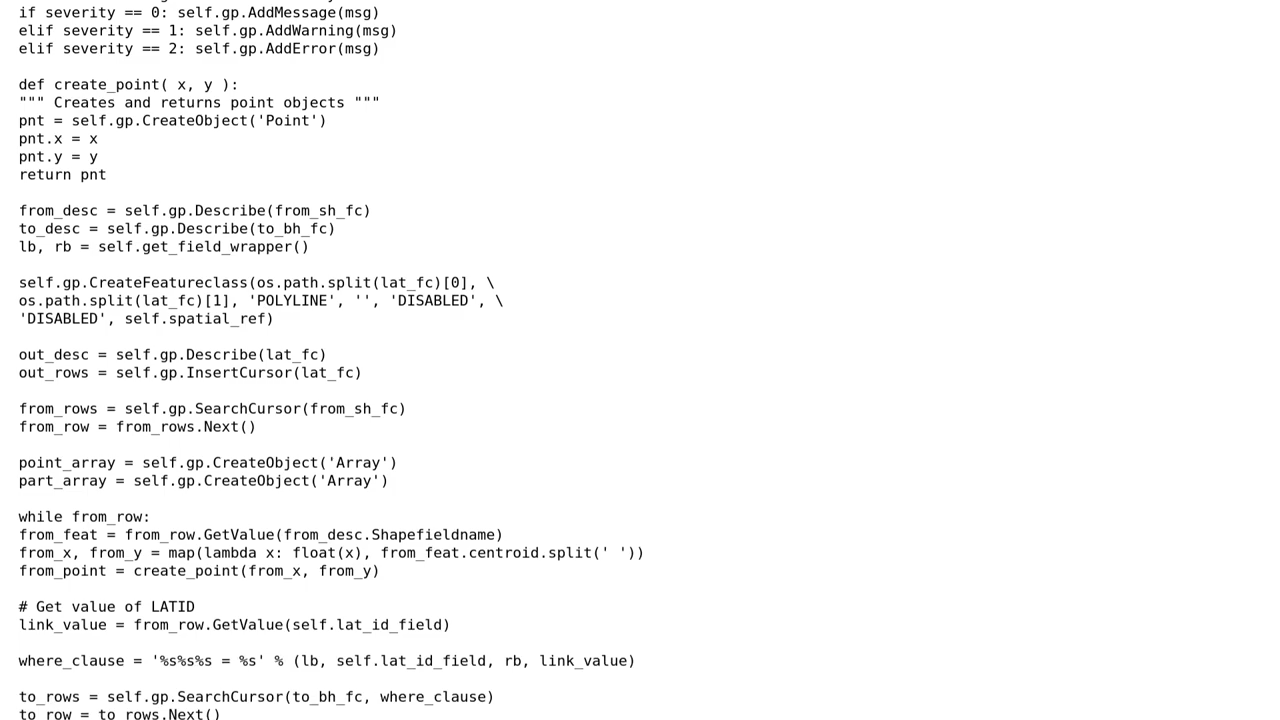 if severity == 0: self.gp.AddMessage(msg)
elif severity == 1: self.gp.AddWarning(msg)
elif severity == 2: self.gp.AddError(msg)
def create_point( x, y ):
""" Creates and returns point objects """
pnt = self.gp.CreateObject('Point')
pnt.x = x
pnt.y = y
return pnt
from_desc = self.gp.Describe(from_sh_fc)
to_desc = self.gp.Describe(to_bh_fc)
lb, rb = self.get_field_wrapper()
self.gp.CreateFeatureclass(os.path.split(lat_fc)[0], \
os.path.split(lat_fc)[1], 'POLYLINE', '', 'DISABLED', \
'DISABLED', self.spatial_ref)
out_desc = self.gp.Describe(lat_fc)
out_rows = self.gp.InsertCursor(lat_fc)
from_rows = self.gp.SearchCursor(from_sh_fc)
from_row = from_rows.Next()
point_array = self.gp.CreateObject('Array')
part_array = self.gp.CreateObject('Array')
while from_row:
from_feat = from_row.GetValue(from_desc.Shapefieldname)
from_x, from_y = map(lambda x: float(x), from_feat.centroid.split(' '))
from_point = create_point(from_x, from_y)
# Get value of LATID
link_value = from_row.GetValue(self.lat_id_field)
where_clause = '%s%s%s = %s' % (lb, self.lat_id_field, rb, link_value)
to_rows = self.gp.SearchCursor(to_bh_fc, where_clause)
to_row = to_rows.Next()